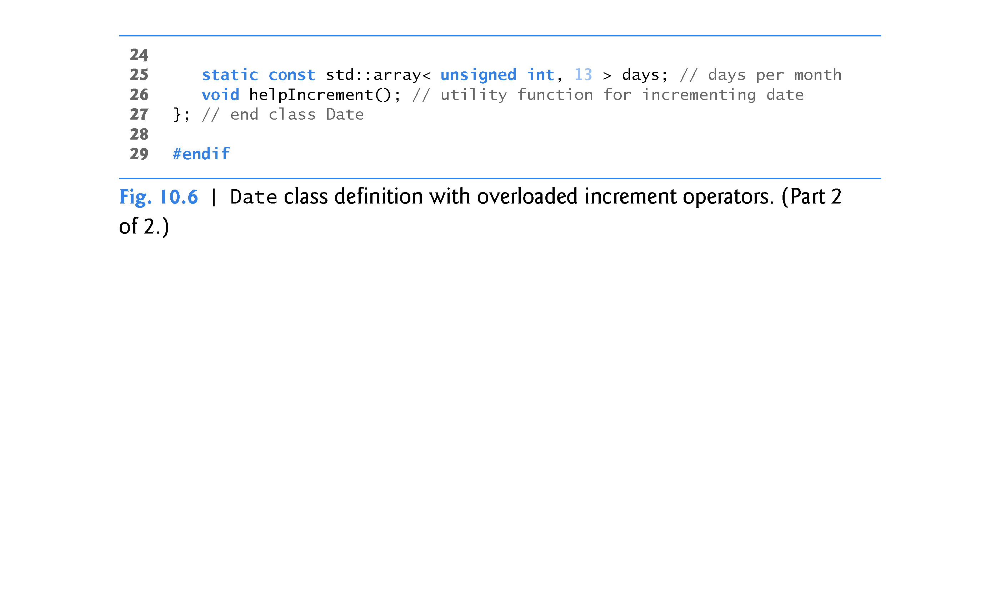 24
25 static const std::array< unsigned int, 13 > days; // days per month
26 void helpIncrement(); // utility function for incrementing date
27 }; // end class Date
28
29 #endif
Fig. 10.6 | Date class definition with overloaded increment operators. (Part 2
of 2.)